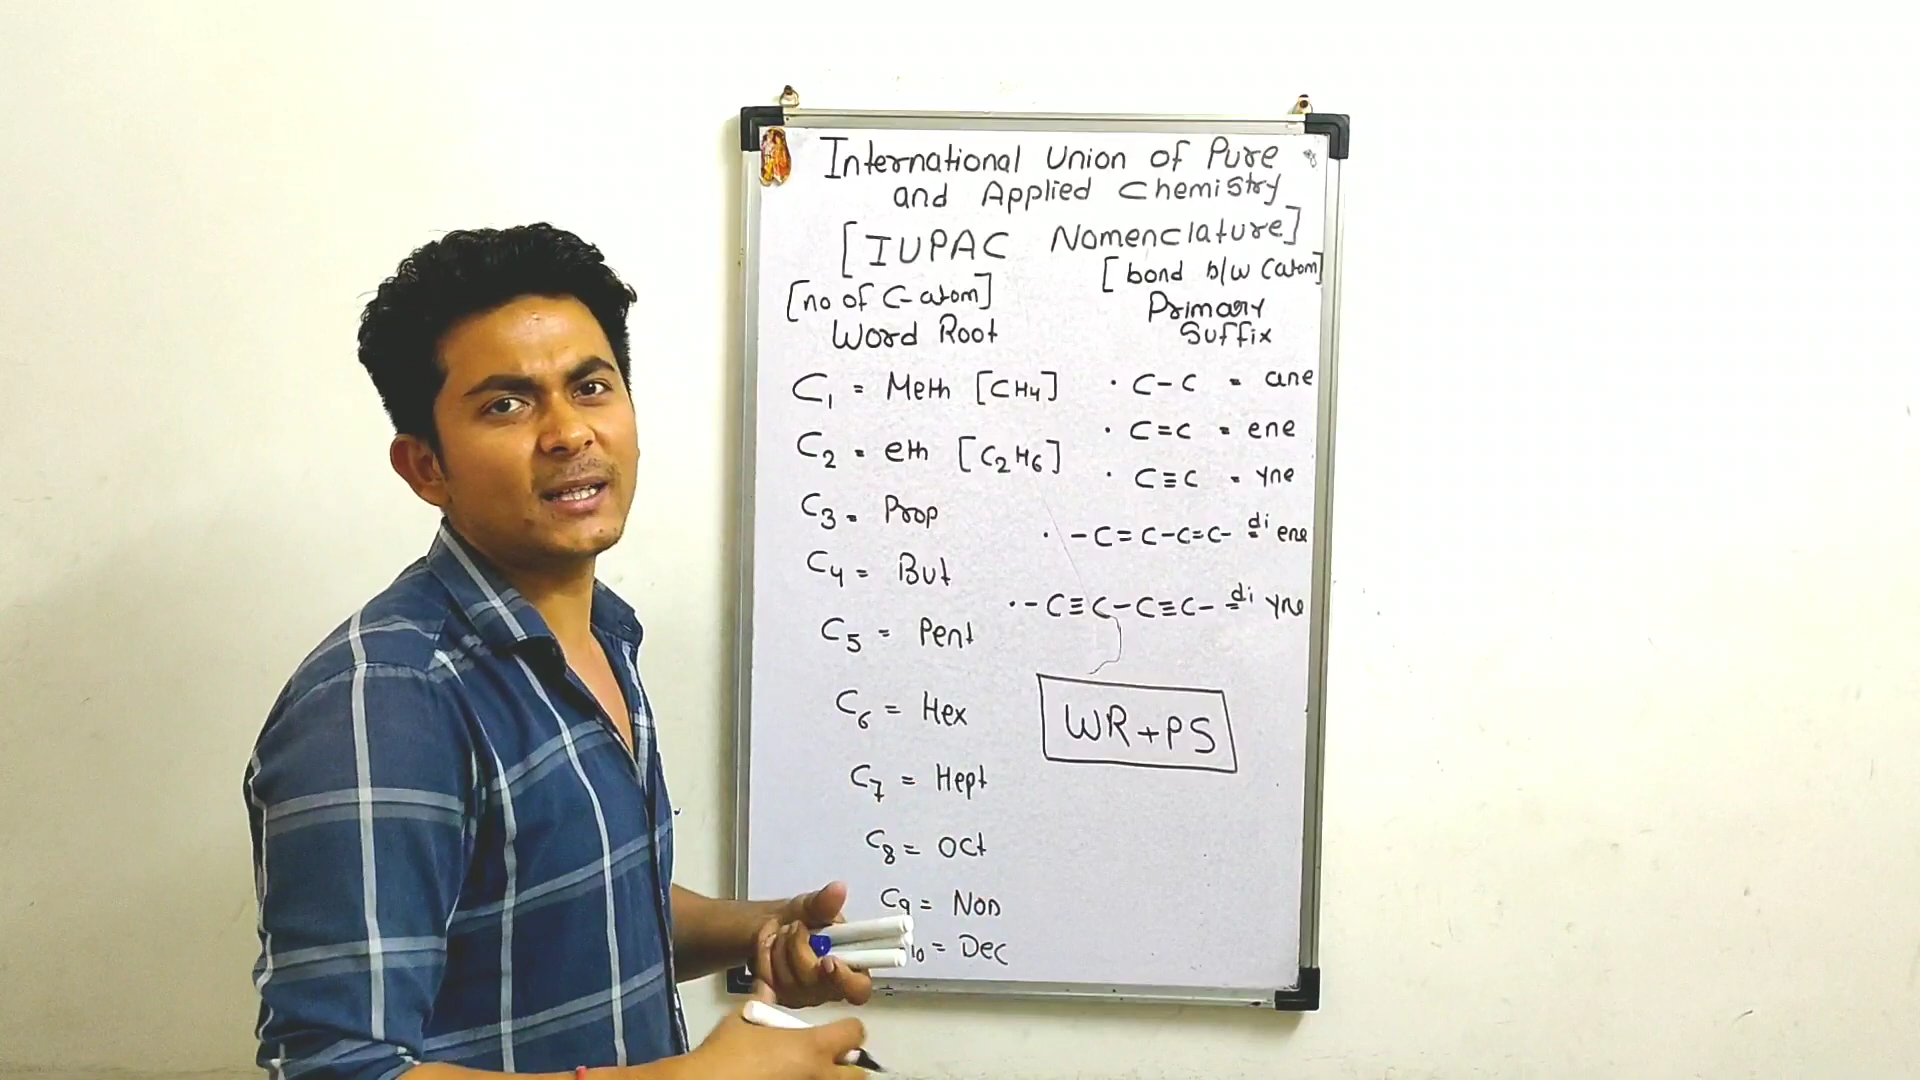 International Union of Pure
and Applied Chemistry
[IUPAC Nomenclature]
[no of C-atom]
Word Root
C1 = Meth [CH4]
C2 = eth [C2H6]
C3 = Prop
C4 = But
C5 = Pent
C6 = Hex
C7 = Hept
C8 = Oct
C9 = Non
10 = Dec
[bond b/w C atom]
Primary
Suffix
· C-C = ane
· C=C = ene
· C≡C = yne
· -C=C-C=C- = di ene
· -C≡C-C≡C- = di yne
WR+PS